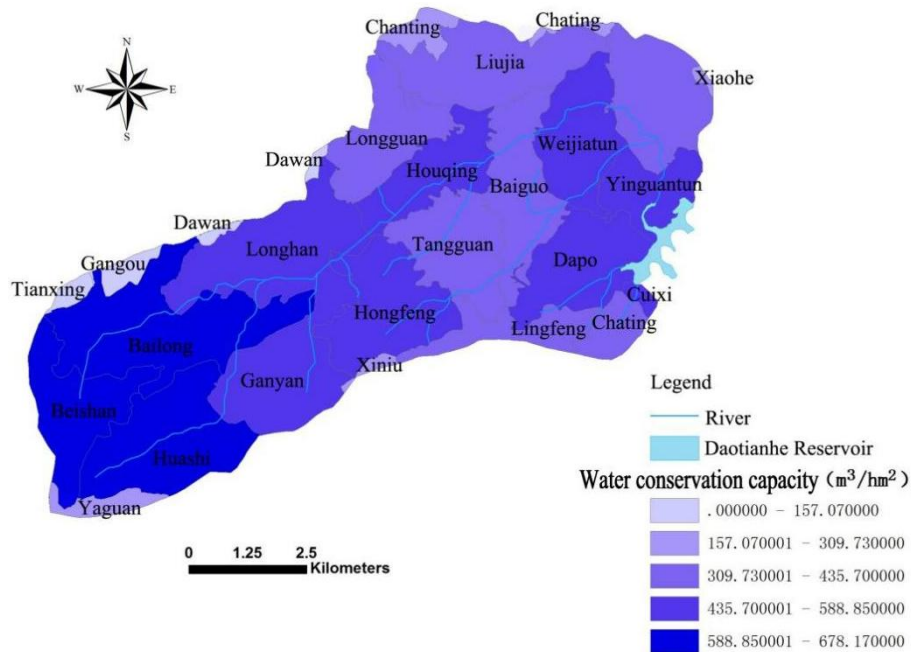 Chating
Chanting
Liujia
Xiaohe
N
W
E
S
Longguan
Weijiatun
Dawan
Houqing
Baiguo
Yinguantun
Dawan
Longhan
Tangguan
Gangou
Dapo
Tianxing
Cuixi
Hongfeng
Lingfeng
Chating
Bailong
Xiniu
Ganyan
Beishan
Huashi
Yaguan
Legend
River
Daotianhe Reservoir
Water conservation capacity (m³/hm²)
.000000 - 157.070000
157.070001 - 309.730000
309.730001 - 435.700000
435.700001 - 588.850000
588.850001 - 678.170000
0 1.25 2.5
Kilometers